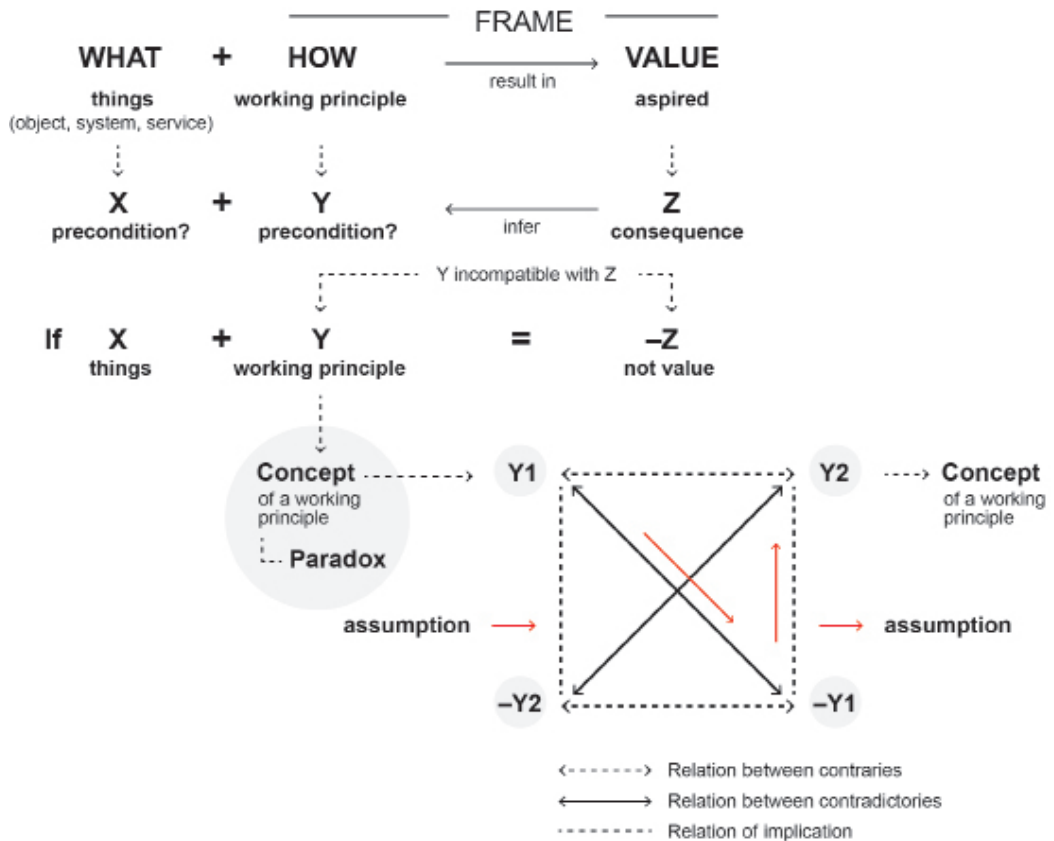 FRAME
WHAT + HOW VALUE
result in
things working principle aspired
(object, system, service)
X + Y Z
precondition? precondition? infer consequence
Y incompatible with Z
If X + Y = –Z
things working principle not value
Concept Y1 Y2 Concept
of a working of a working
principle principle
Paradox
assumption assumption
–Y2 –Y1
Relation between contraries
Relation between contradictories
Relation of implication